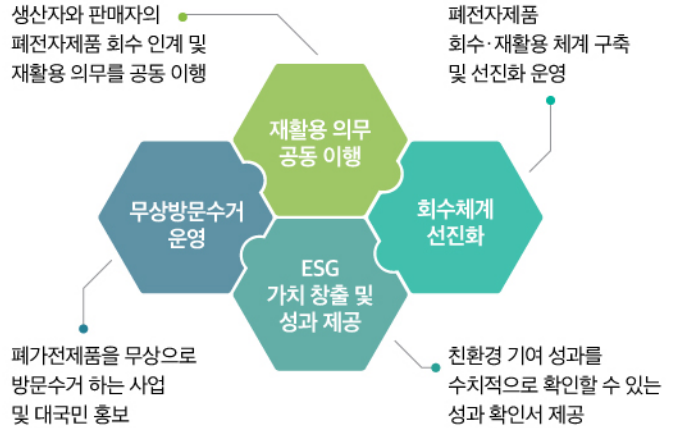 생산자와 판매자의
폐전자제품 회수 인계 및
재활용 의무를 공동 이행
폐전자제품
회수·재활용 체계 구축
및 선진화 운영
재활용 의무
공동 이행
무상방문수거
운영
회수체계
선진화
ESG
가치 창출 및
성과 제공
폐가전제품을 무상으로
방문수거 하는 사업
및 대국민 홍보
친환경 기여 성과를
수치적으로 확인할 수 있는
성과 확인서 제공